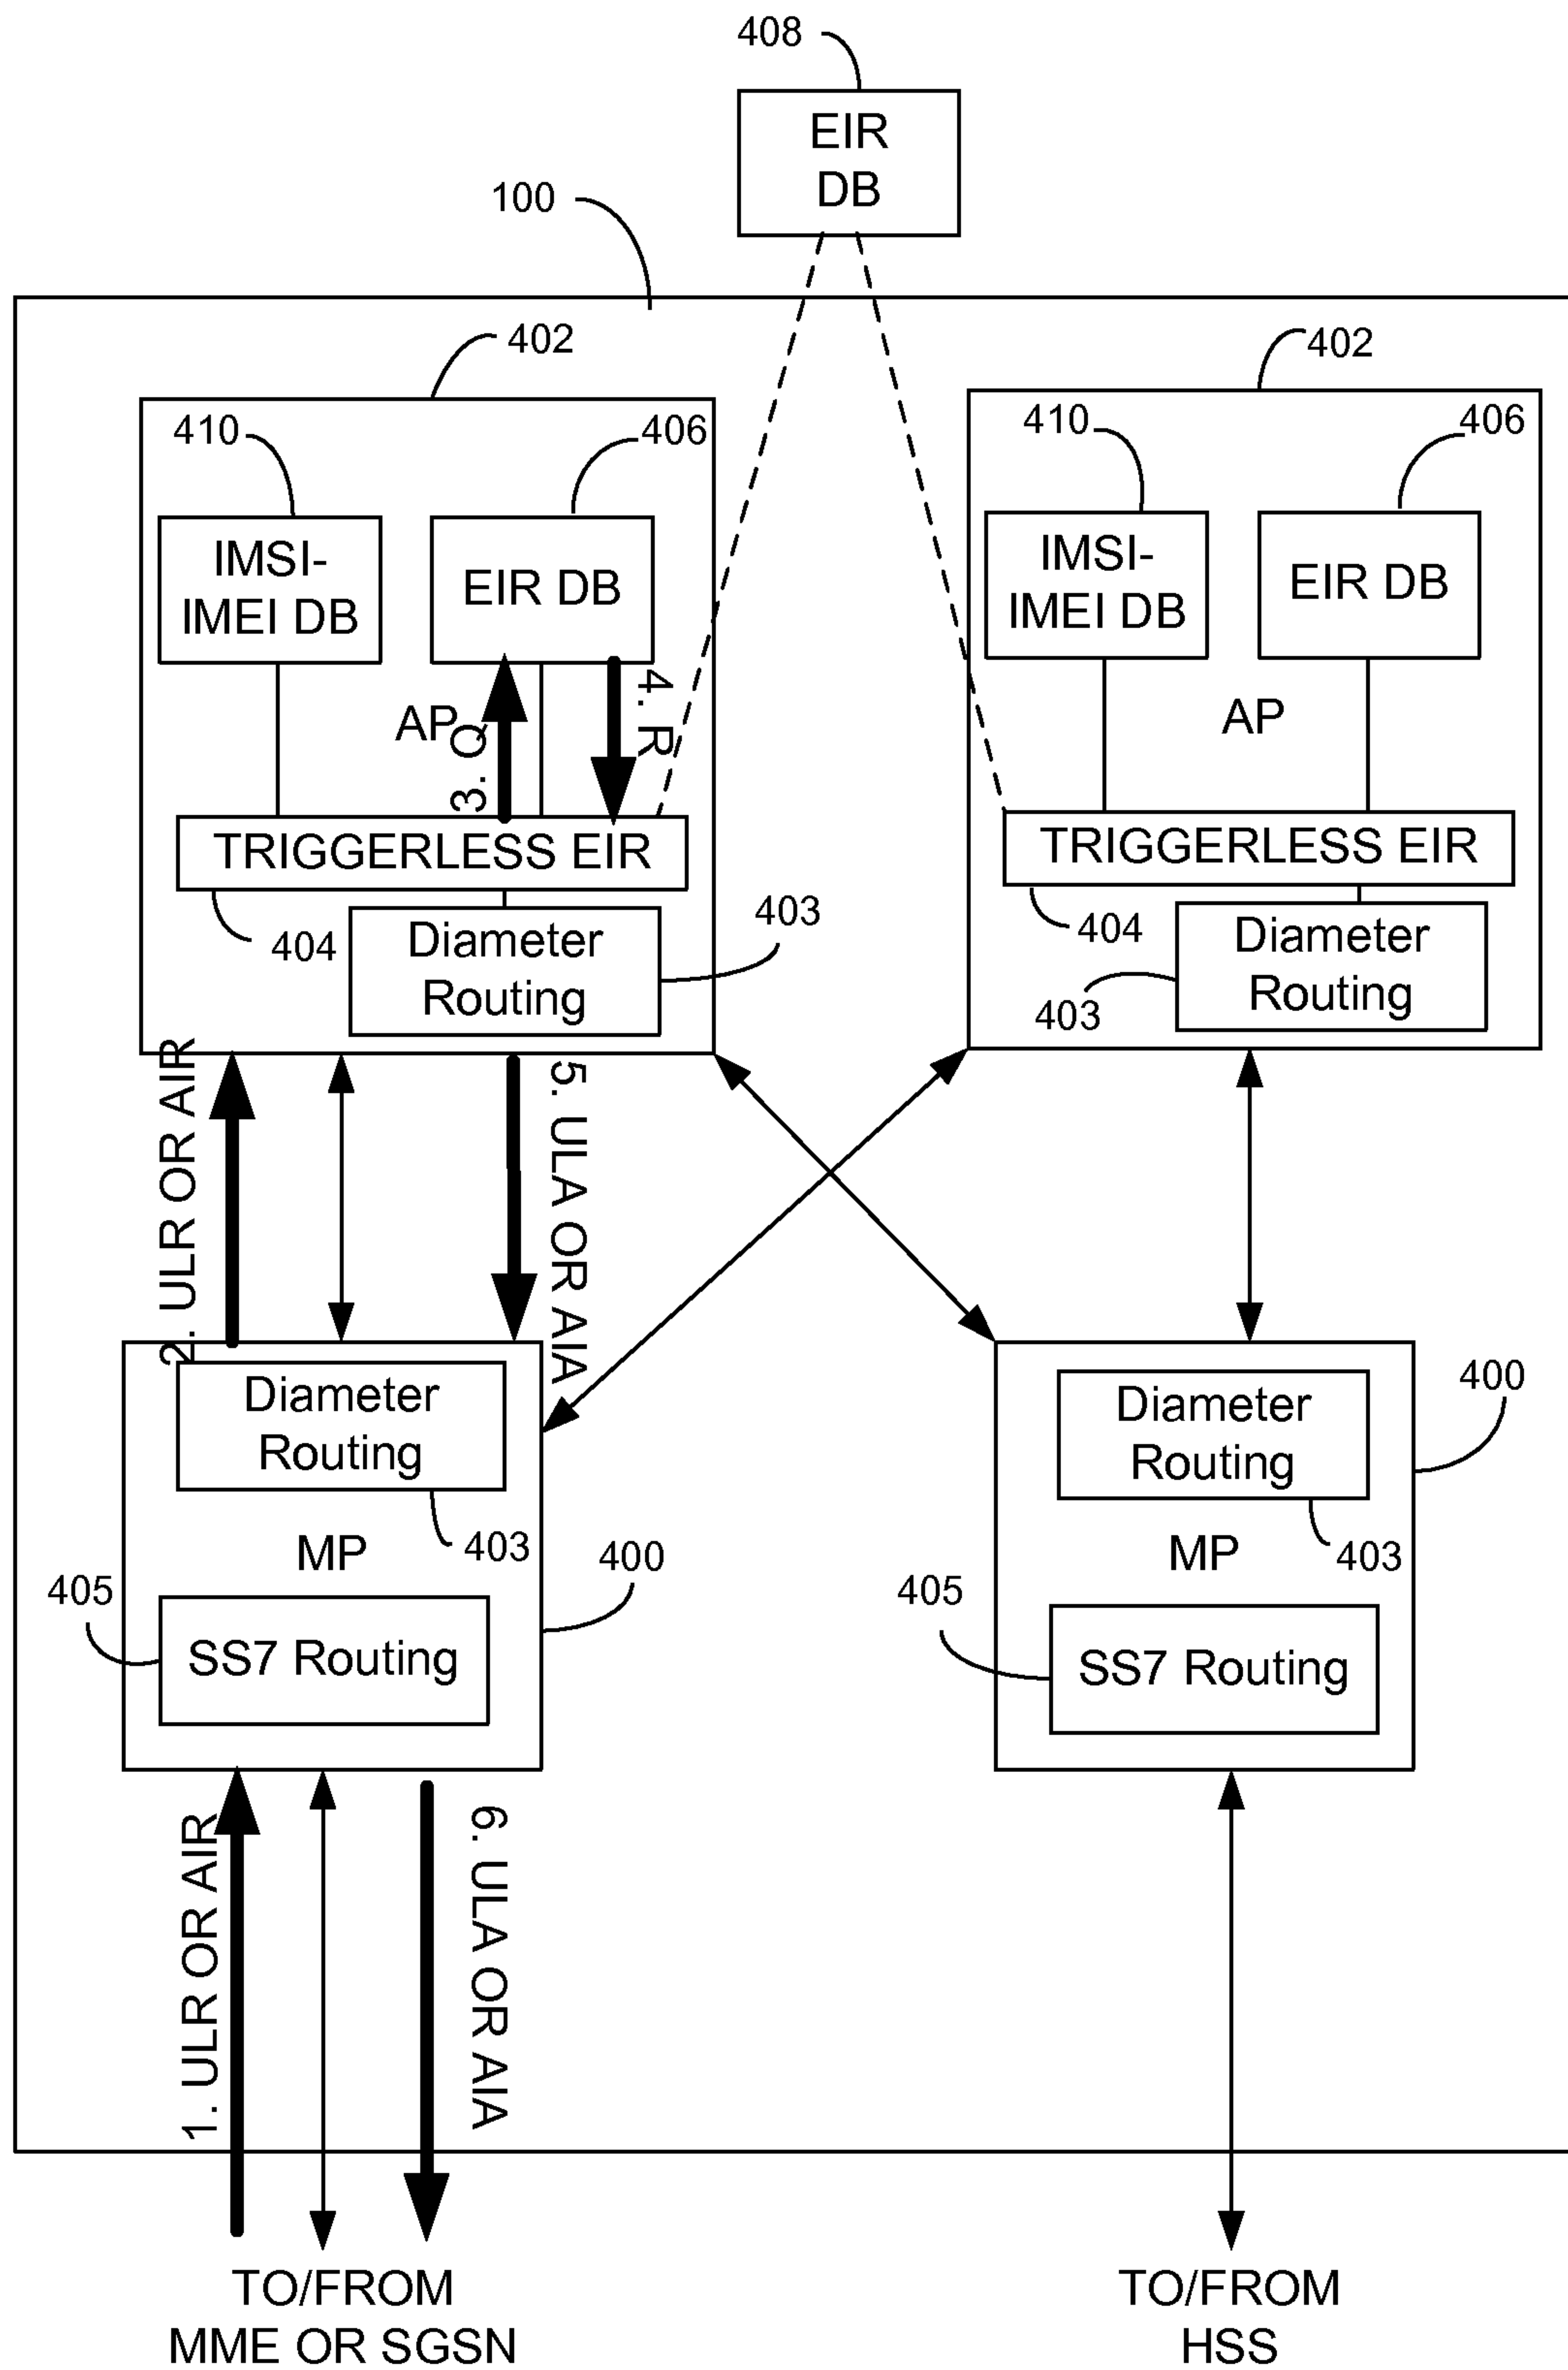 408
EIR
DB
100
402
402
410
406
410
406
IMSI-
IMEI DB
EIR DB
IMSI-
IMEI DB
EIR DB
AP
3. Q
4. R
AP
TRIGGERLESS EIR
TRIGGERLESS EIR
404
403
Diameter
Routing
404
403
Diameter
Routing
2. ULR OR AIR
5. ULA OR AIA
Diameter
Routing
403
MP
400
405
SS7 Routing
Diameter
Routing
400
403
MP
405
SS7 Routing
1. ULR OR AIR
6. ULA OR AIA
TO/FROM
MME OR SGSN
TO/FROM
HSS